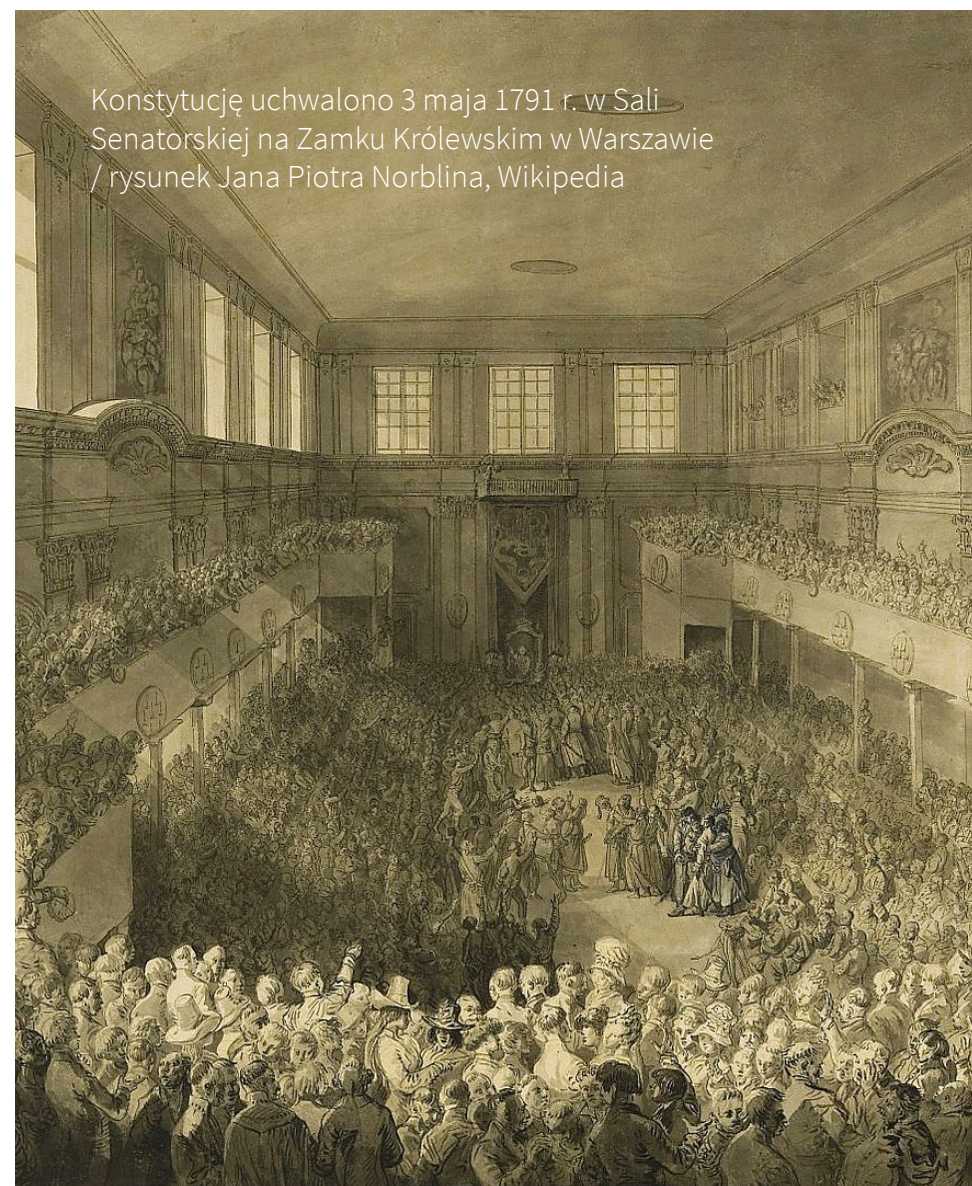 Konstytucję uchwalono 3 maja 1791 r. w Sali
Senatorskiej na Zamku Królewskim w Warszawie
/ rysunek Jana Piotra Norblina, Wikipedia